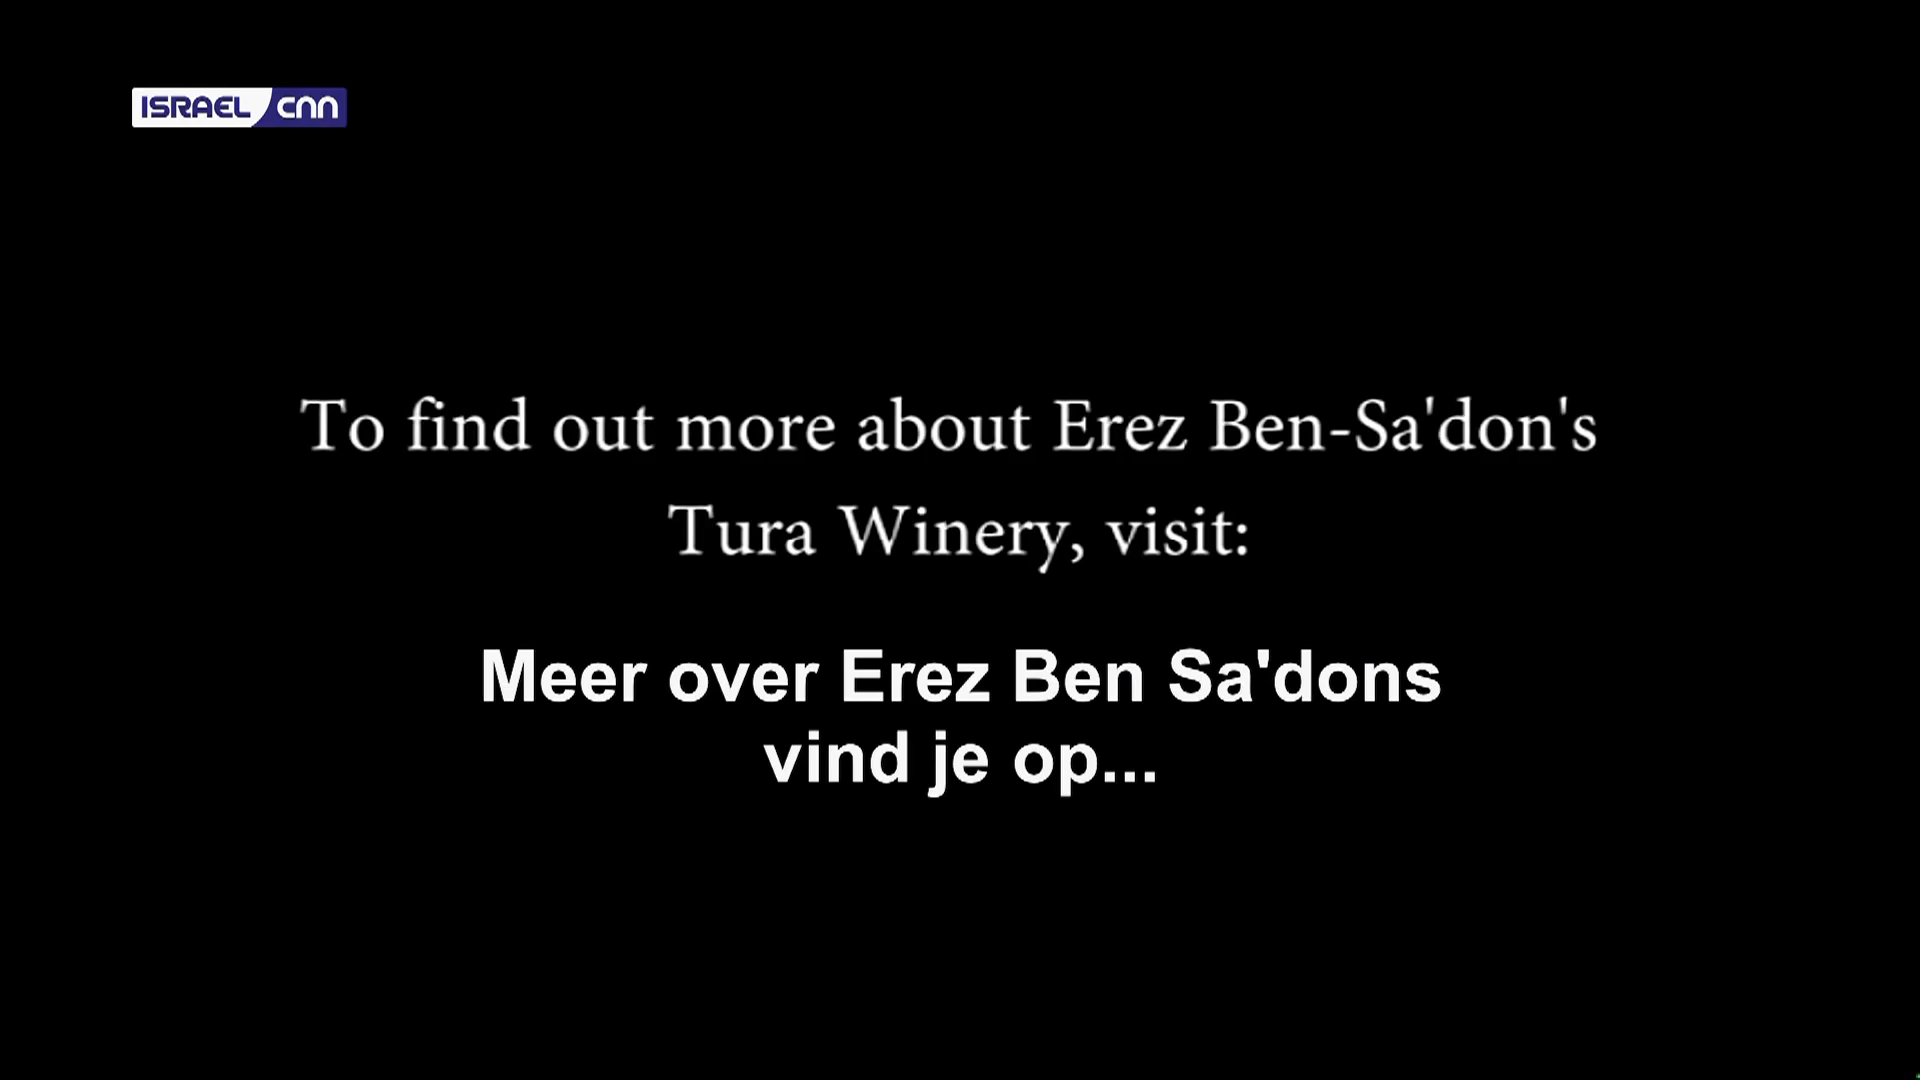 ISRAEL CNN
To find out more about Erez Ben-Sa'don's
Tura Winery, visit:
Meer over Erez Ben Sa'dons
vind je op...